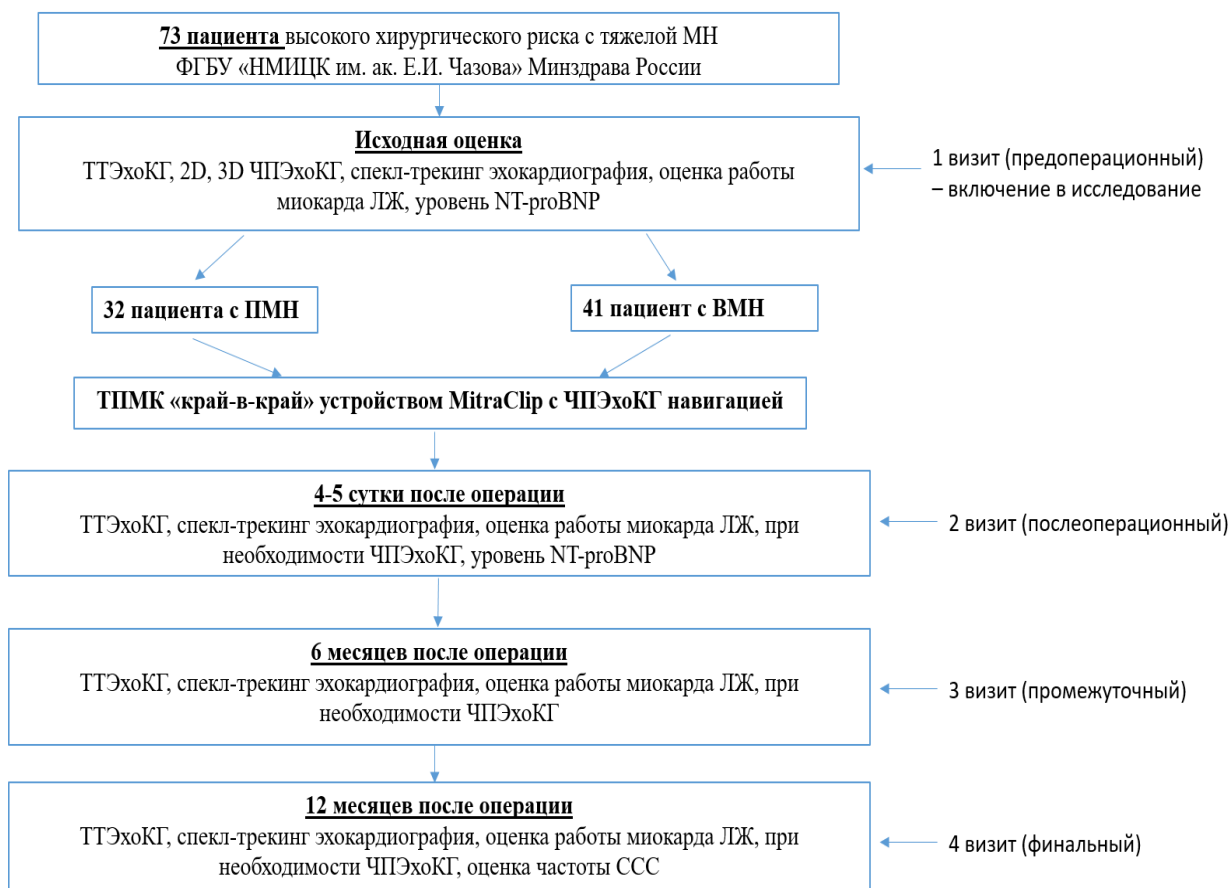 73 пациента высокого хирургического риска с тяжелой МН
ФГБУ «НМИЦК им. ак. Е.И. Чазова» Минздрава России
Исходная оценка
ТТЭхоКГ, 2D, 3D ЧПЭхоКГ, спекл-трекинг эхокардиография, оценка работы
миокарда ЛЖ, уровень NT-proBNP
1 визит (предоперационный)
– включение в исследование
32 пациента с ПМН
41 пациент с ВМН
ТПМК «край-в-край» устройством MitraClip с ЧПЭхоКГ навигацией
4-5 сутки после операции
ТТЭхоКГ, спекл-трекинг эхокардиография, оценка работы миокарда ЛЖ, при
необходимости ЧПЭхоКГ, уровень NT-proBNP
2 визит (послеоперационный)
6 месяцев после операции
ТТЭхоКГ, спекл-трекинг эхокардиография, оценка работы миокарда ЛЖ, при
необходимости ЧПЭхоКГ
3 визит (промежуточный)
12 месяцев после операции
ТТЭхоКГ, спекл-трекинг эхокардиография, оценка работы миокарда ЛЖ, при
необходимости ЧПЭхоКГ, оценка частоты ССС
4 визит (финальный)